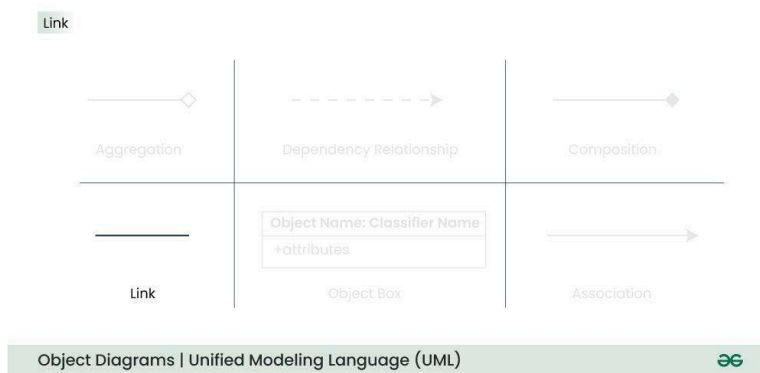 Link
Aggregation
Dependency Relationship
Composition
Link
Object Name: Classifier Name
+attributes
Object Box
Association
Object Diagrams | Unified Modeling Language (UML)